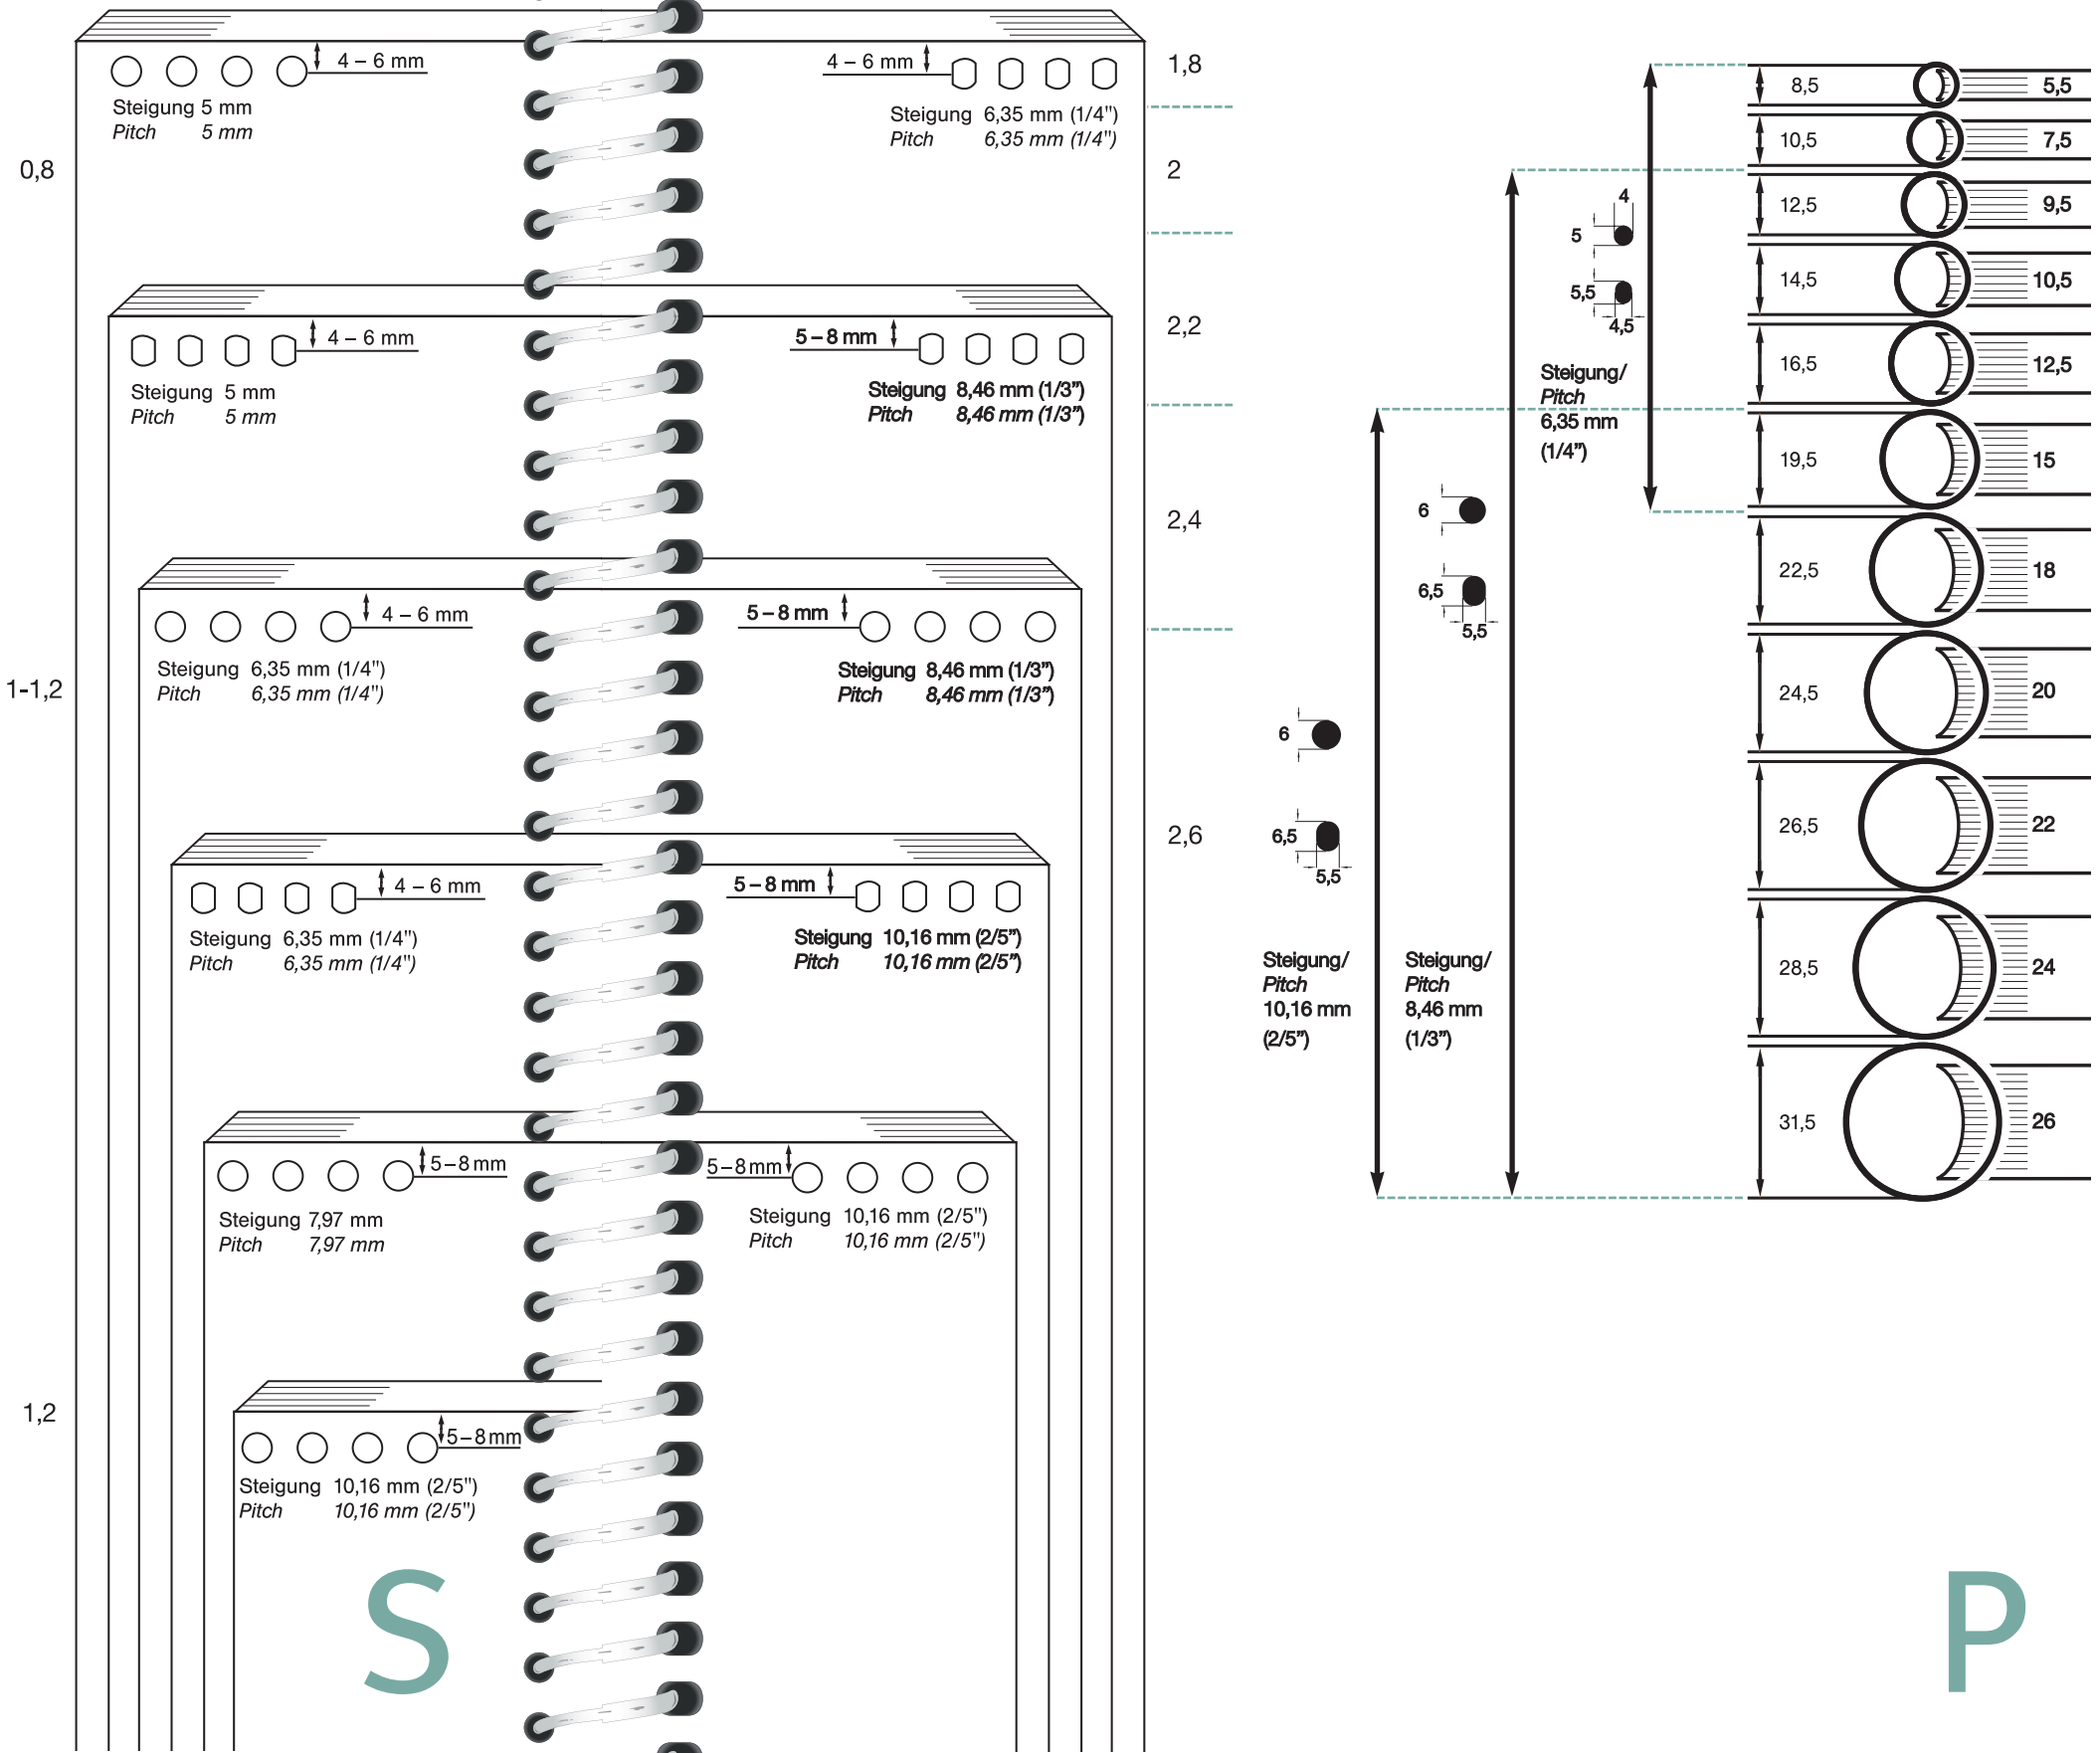 4 – 6 mm
Steigung 5 mm
Pitch 5 mm
0,8
4 – 6 mm
Steigung 5 mm
Pitch 5 mm
4 – 6 mm
Steigung 6,35 mm (1/4")
Pitch 6,35 mm (1/4")
1-1,2
4 – 6 mm
Steigung 6,35 mm (1/4")
Pitch 6,35 mm (1/4")
5–8 mm
Steigung 7,97 mm
Pitch 7,97 mm
1,2
5–8 mm
Steigung 10,16 mm (2/5")
Pitch 10,16 mm (2/5")
S
4 – 6 mm
Steigung 6,35 mm (1/4")
Pitch 6,35 mm (1/4")
5–8 mm
Steigung 8,46 mm (1/3”)
Pitch 8,46 mm (1/3”)
5–8 mm
Steigung 8,46 mm (1/3”)
Pitch 8,46 mm (1/3”)
5–8 mm
Steigung 10,16 mm (2/5”)
Pitch 10,16 mm (2/5”)
5–8 mm
Steigung 10,16 mm (2/5")
Pitch 10,16 mm (2/5")
1,8
2
2,2
2,4
2,6
6
6,5
5,5
Steigung/
Pitch
10,16 mm
(2/5”)
6
6,5
5,5
Steigung/
Pitch
8,46 mm
(1/3”)
4
5
5,5
4,5
Steigung/
Pitch
6,35 mm
(1/4”)
8,5 5,5
10,5 7,5
12,5 9,5
14,5 10,5
16,5 12,5
19,5 15
22,5 18
24,5 20
26,5 22
28,5 24
31,5 26
P